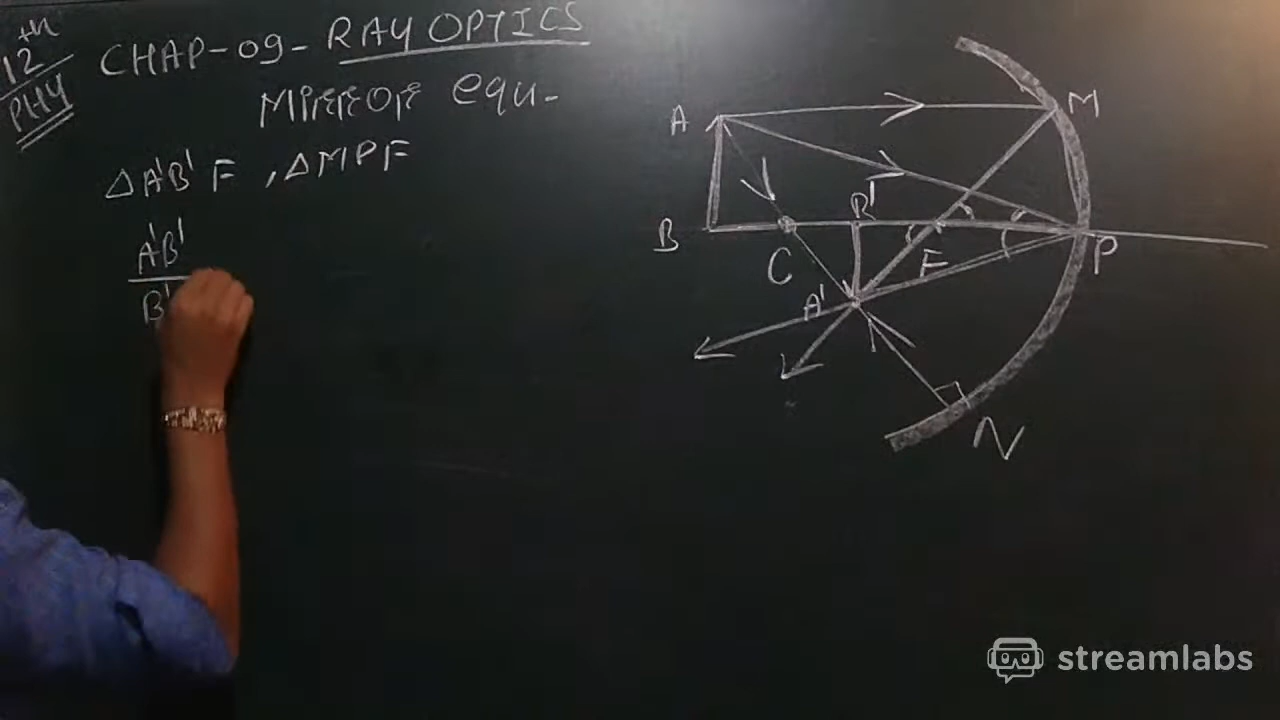 12th
PHY
CHAP-09- RAY OPTICS
MIRROR equ.
ΔA'B'F , ΔMPF
A'B'
B'
A
M
B
B'
C
F
P
A'
N
streamlabs